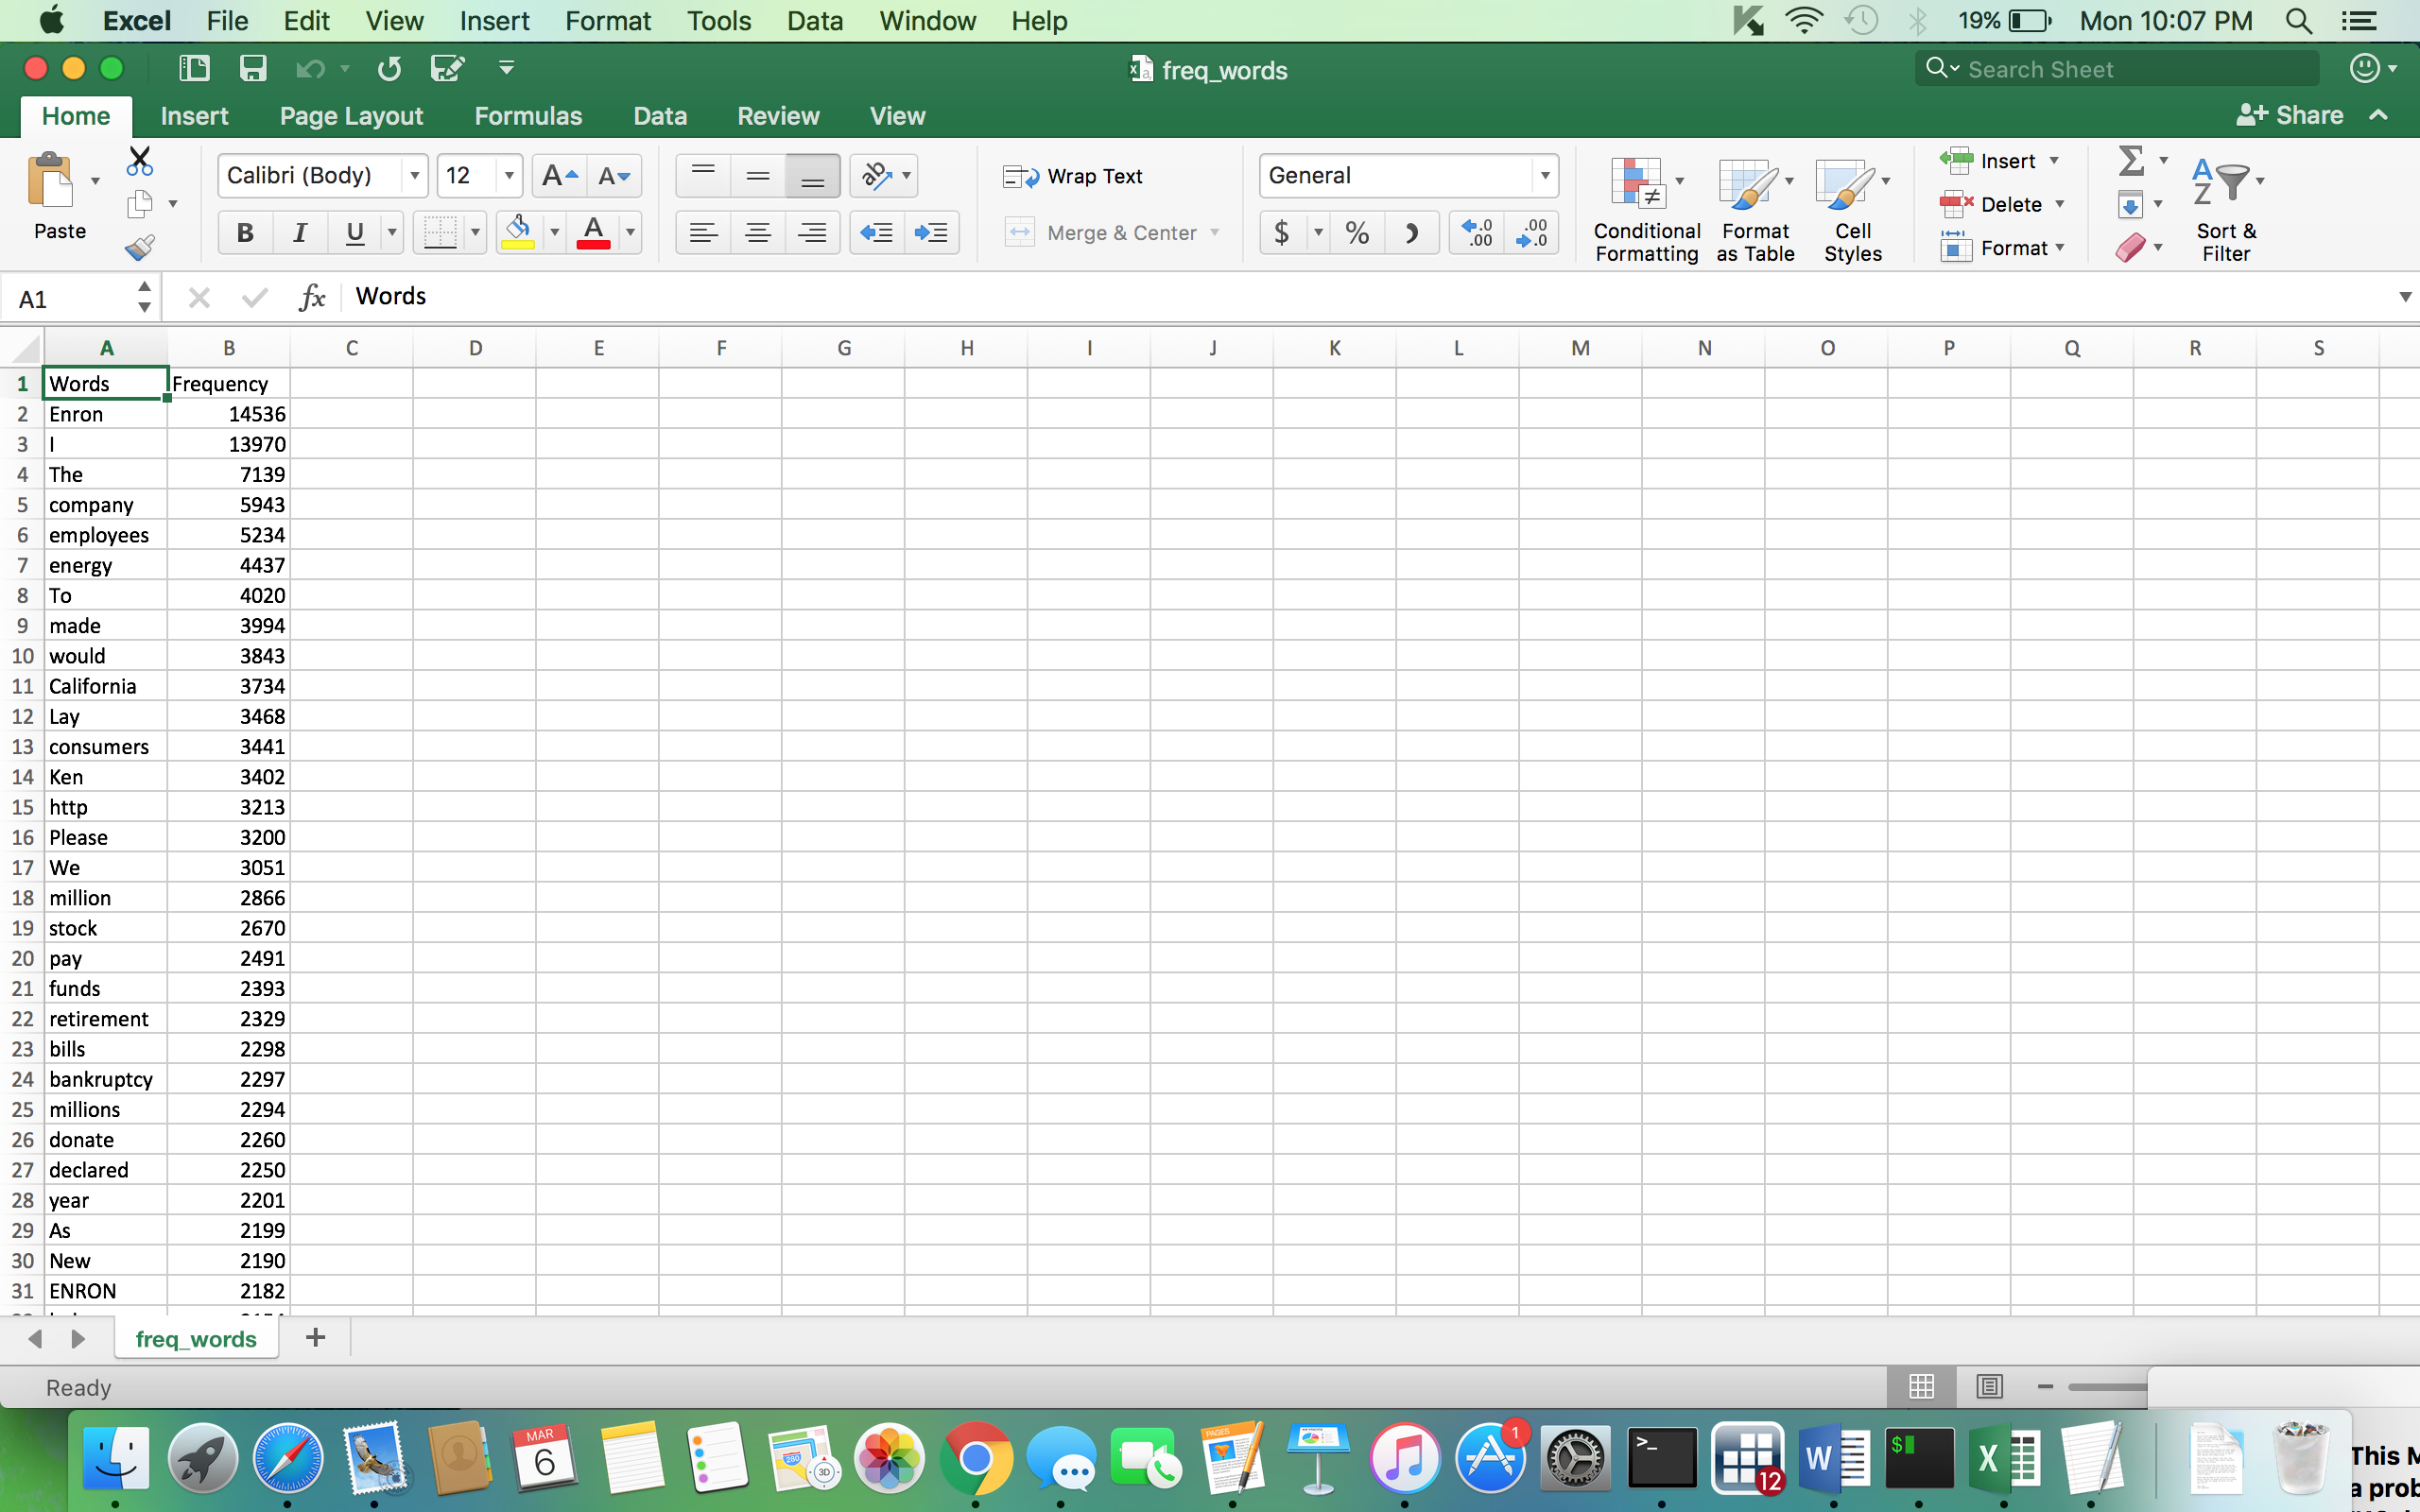 Excel File Edit View Insert Format Tools Data Window Help 19% Mon 10:07 PM
freq_words Search Sheet
Home Insert Page Layout Formulas Data Review View Share
Paste Calibri (Body) 12 A A ab Wrap Text General Conditional Formatting Format as Table Cell Styles Insert Delete Format Σ A Z Sort & Filter
B I U A Merge & Center $ % .0 .00 .00 .0
A1 fx Words
A B C D E F G H I J K L M N O P Q R S
1 Words Frequency
2 Enron 14536
3 I 13970
4 The 7139
5 company 5943
6 employees 5234
7 energy 4437
8 To 4020
9 made 3994
10 would 3843
11 California 3734
12 Lay 3468
13 consumers 3441
14 Ken 3402
15 http 3213
16 Please 3200
17 We 3051
18 million 2866
19 stock 2670
20 pay 2491
21 funds 2393
22 retirement 2329
23 bills 2298
24 bankruptcy 2297
25 millions 2294
26 donate 2260
27 declared 2250
28 year 2201
29 As 2199
30 New 2190
31 ENRON 2182
freq_words +
Ready
MAR
6
PAGES
280
3D
1
>_
12
W
$
X
This M
a prob